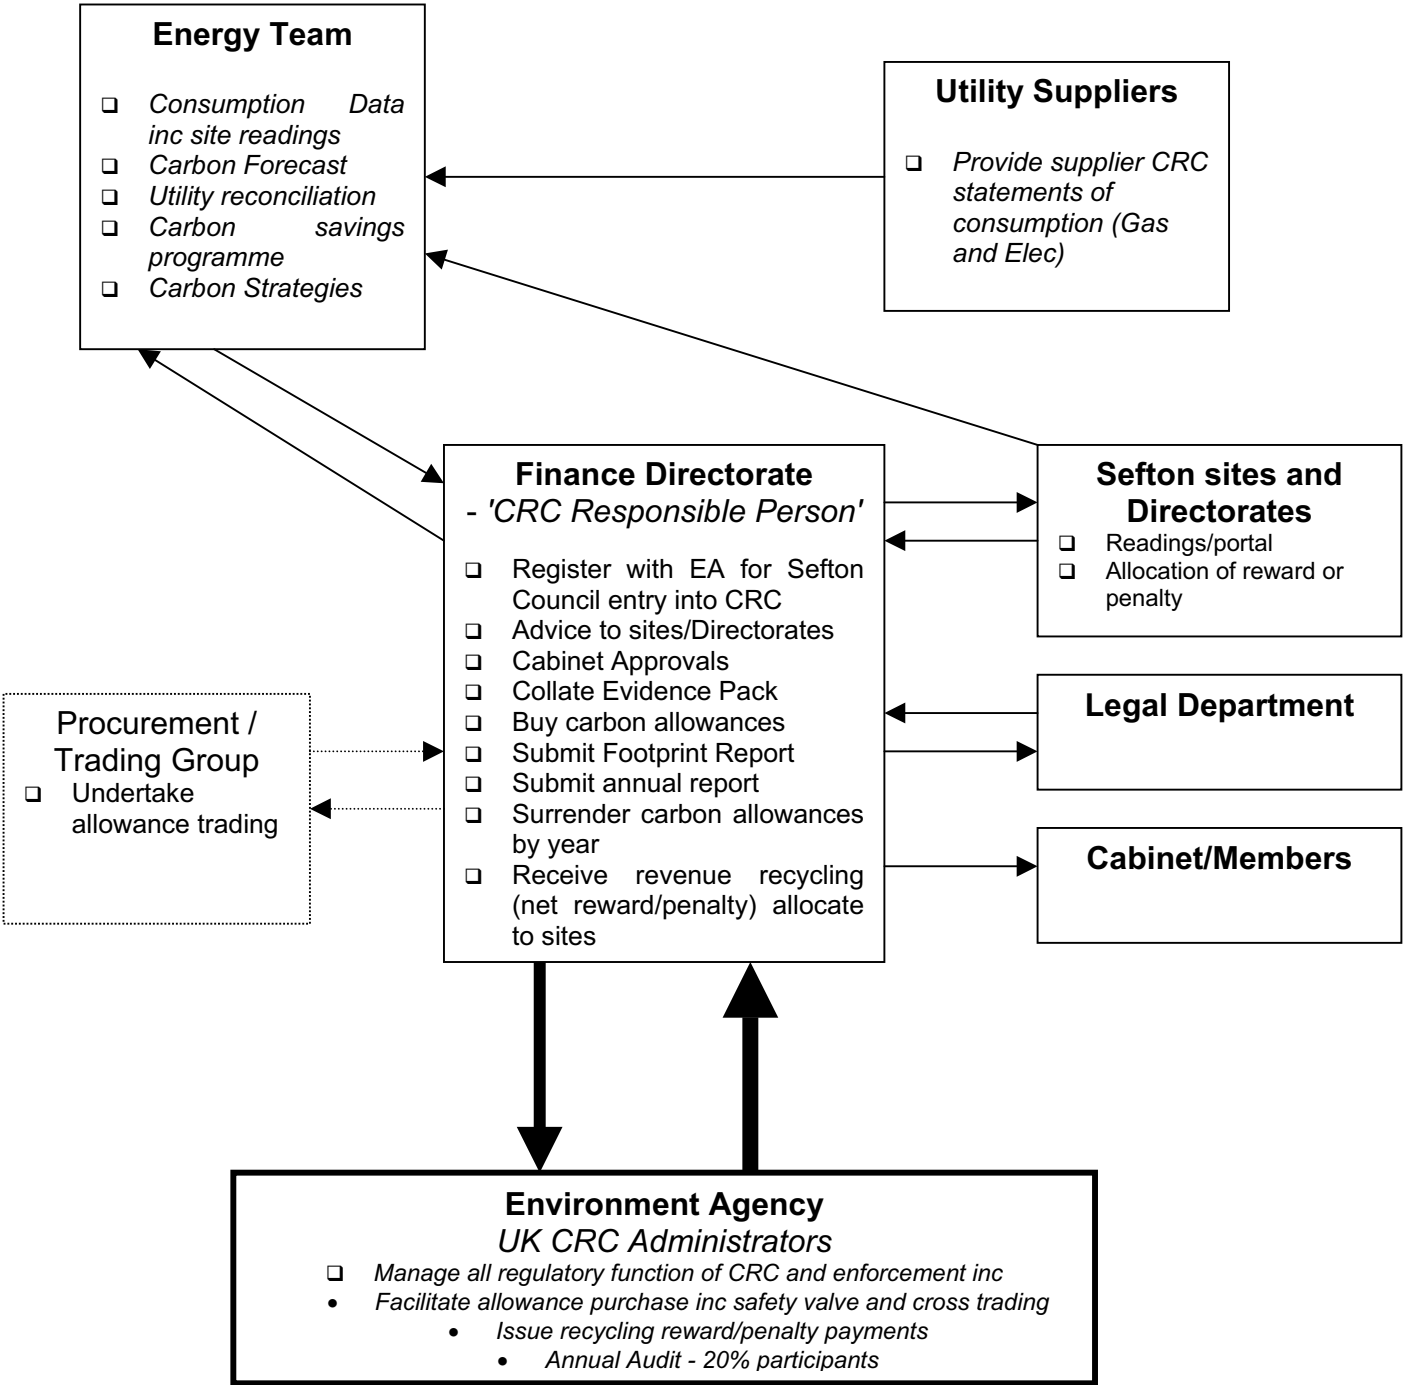 Energy Team
❑ Consumption Data
inc site readings
❑ Carbon Forecast
❑ Utility reconciliation
❑ Carbon savings
programme
❑ Carbon Strategies
Utility Suppliers
❑ Provide supplier CRC
statements of
consumption (Gas
and Elec)
Finance Directorate
- 'CRC Responsible Person'
❑ Register with EA for Sefton
Council entry into CRC
❑ Advice to sites/Directorates
❑ Cabinet Approvals
❑ Collate Evidence Pack
❑ Buy carbon allowances
❑ Submit Footprint Report
❑ Submit annual report
❑ Surrender carbon allowances
by year
❑ Receive revenue recycling
(net reward/penalty) allocate
to sites
Sefton sites and
Directorates
❑ Readings/portal
❑ Allocation of reward or
penalty
Procurement /
Trading Group
❑ Undertake
allowance trading
Legal Department
Cabinet/Members
Environment Agency
UK CRC Administrators
❑ Manage all regulatory function of CRC and enforcement inc
• Facilitate allowance purchase inc safety valve and cross trading
• Issue recycling reward/penalty payments
• Annual Audit - 20% participants